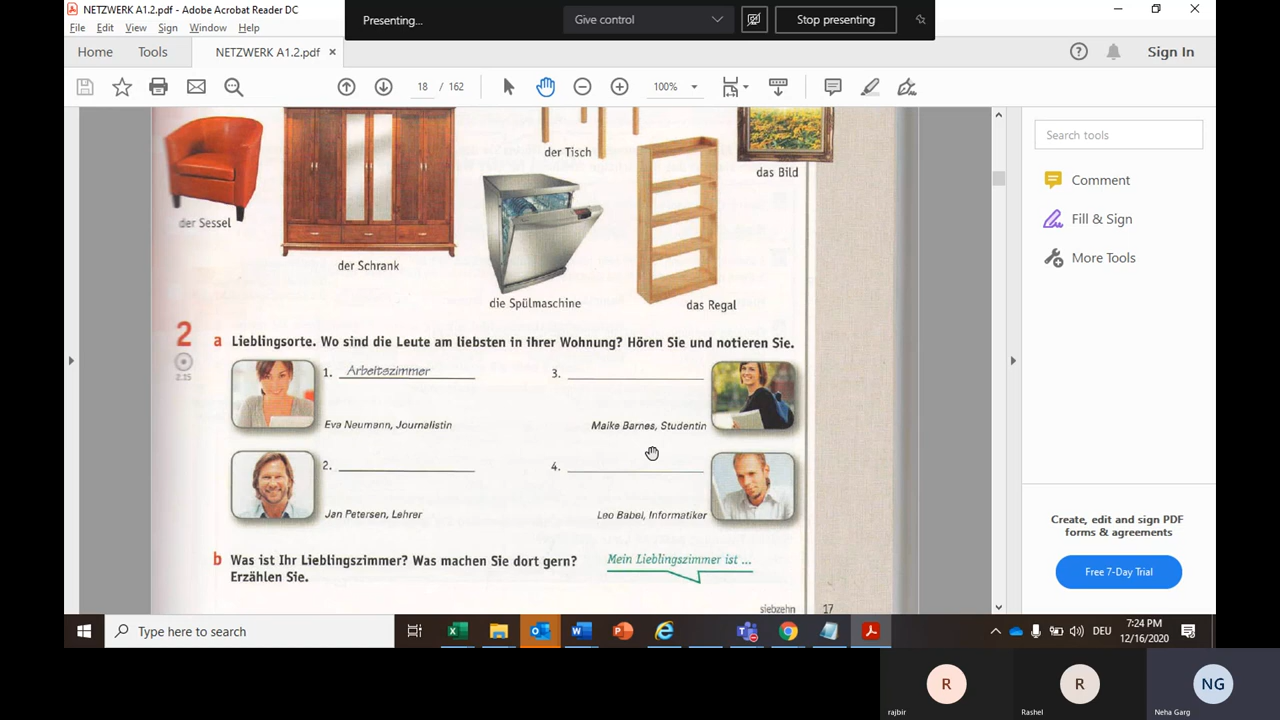 NETZWERK A1.2.pdf - Adobe Acrobat Reader DC
Presenting...
Give control
Stop presenting
File Edit View Sign Window Help
Home Tools NETZWERK A1.2.pdf ×
Sign In
18 / 162
100%
Search tools
Comment
Fill & Sign
More Tools
Create, edit and sign PDF
forms & agreements
Free 7-Day Trial
der Tisch
das Bild
der Sessel
der Schrank
die Spülmaschine
das Regal
2 a Lieblingsorte. Wo sind die Leute am liebsten in ihrer Wohnung? Hören Sie und notieren Sie.
2.15
1. Arbeitszimmer
Eva Neumann, Journalistin
3.
Maike Barnes, Studentin
2.
Jan Petersen, Lehrer
4.
Leo Babel, Informatiker
b Was ist Ihr Lieblingszimmer? Was machen Sie dort gern?
Erzählen Sie.
Mein Lieblingszimmer ist ...
siebzehn 17
Type here to search
DEU
7:24 PM
12/16/2020
R
rajbir
R
Rashel
NG
Neha Garg